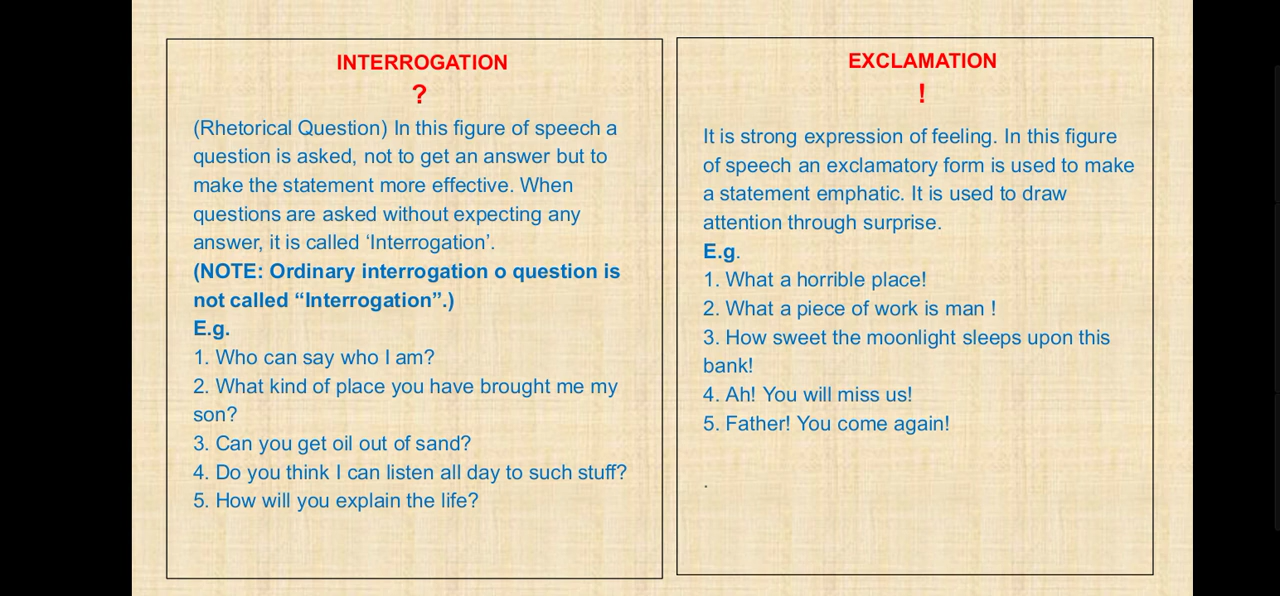 INTERROGATION
?
(Rhetorical Question) In this figure of speech a
question is asked, not to get an answer but to
make the statement more effective. When
questions are asked without expecting any
answer, it is called ‘Interrogation’.
(NOTE: Ordinary interrogation o question is
not called “Interrogation”.)
E.g.
1. Who can say who I am?
2. What kind of place you have brought me my
son?
3. Can you get oil out of sand?
4. Do you think I can listen all day to such stuff?
5. How will you explain the life?
EXCLAMATION
!
It is strong expression of feeling. In this figure
of speech an exclamatory form is used to make
a statement emphatic. It is used to draw
attention through surprise.
E.g.
1. What a horrible place!
2. What a piece of work is man !
3. How sweet the moonlight sleeps upon this
bank!
4. Ah! You will miss us!
5. Father! You come again!
.